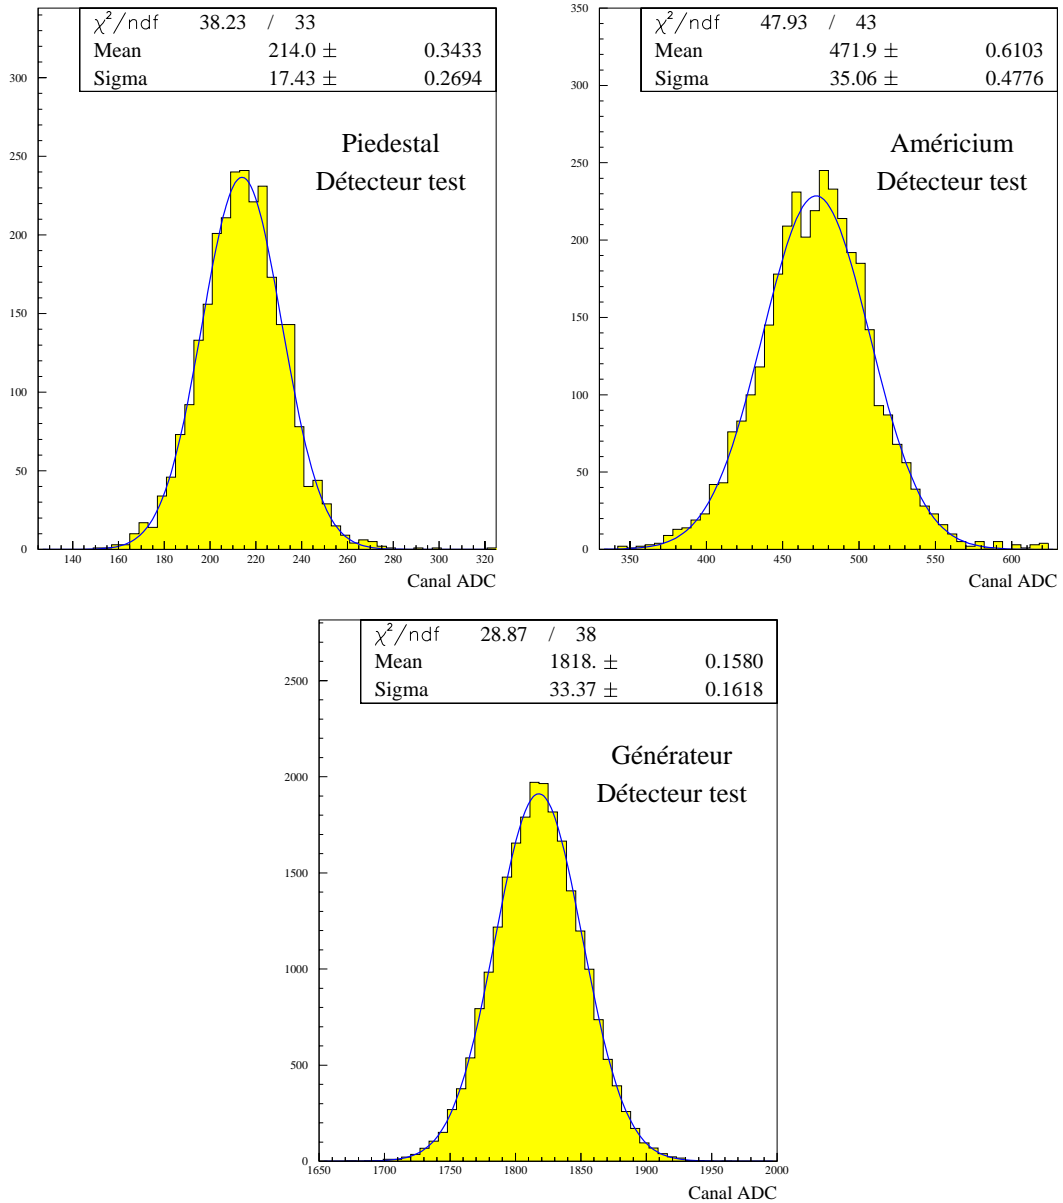 χ²/ndf 38.23 / 33
Mean 214.0 ± 0.3433
Sigma 17.43 ± 0.2694
Piedestal
Détecteur test
300
250
200
150
100
50
0
140 160 180 200 220 240 260 280 300 320
Canal ADC
χ²/ndf 47.93 / 43
Mean 471.9 ± 0.6103
Sigma 35.06 ± 0.4776
Américium
Détecteur test
350
300
250
200
150
100
50
0
350 400 450 500 550 600
Canal ADC
χ²/ndf 28.87 / 38
Mean 1818. ± 0.1580
Sigma 33.37 ± 0.1618
Générateur
Détecteur test
2500
2000
1500
1000
500
0
1650 1700 1750 1800 1850 1900 1950 2000
Canal ADC